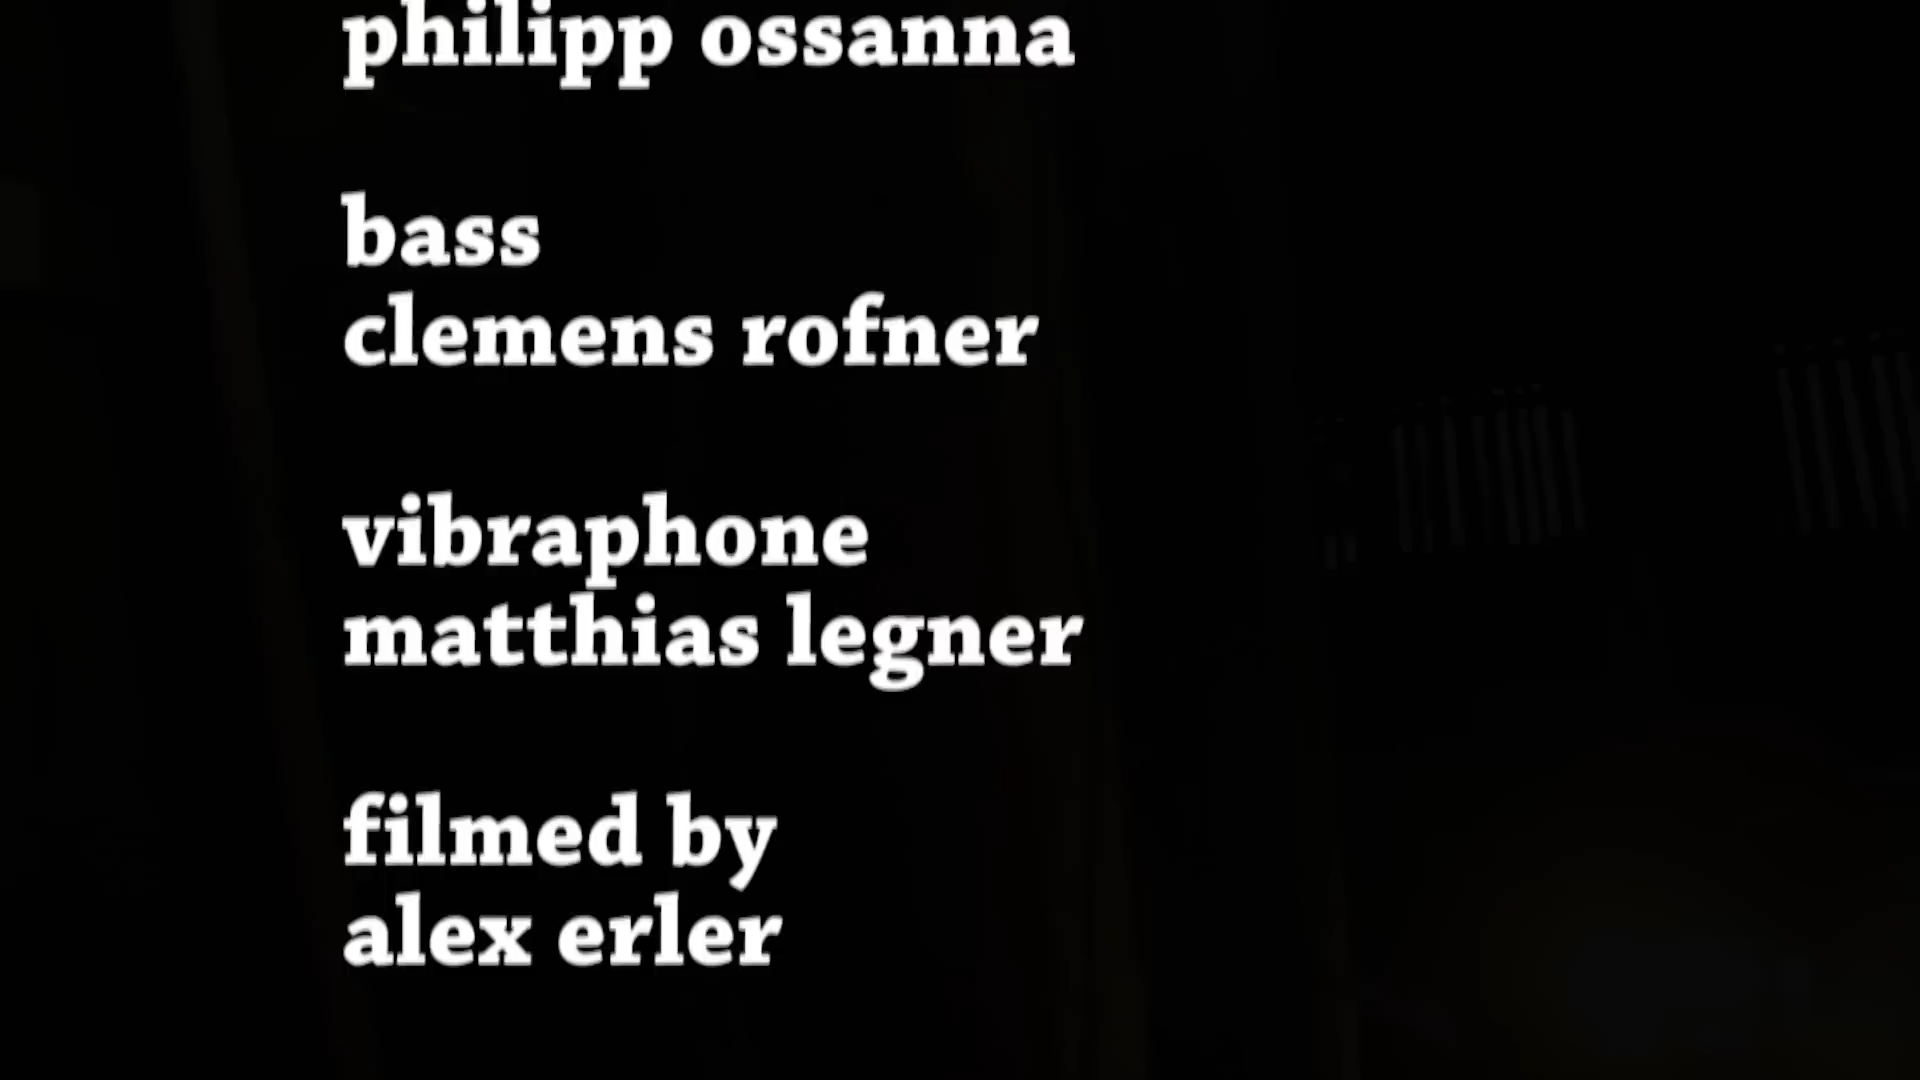 philipp ossanna
bass
clemens rofner
vibraphone
matthias legner
filmed by
alex erler